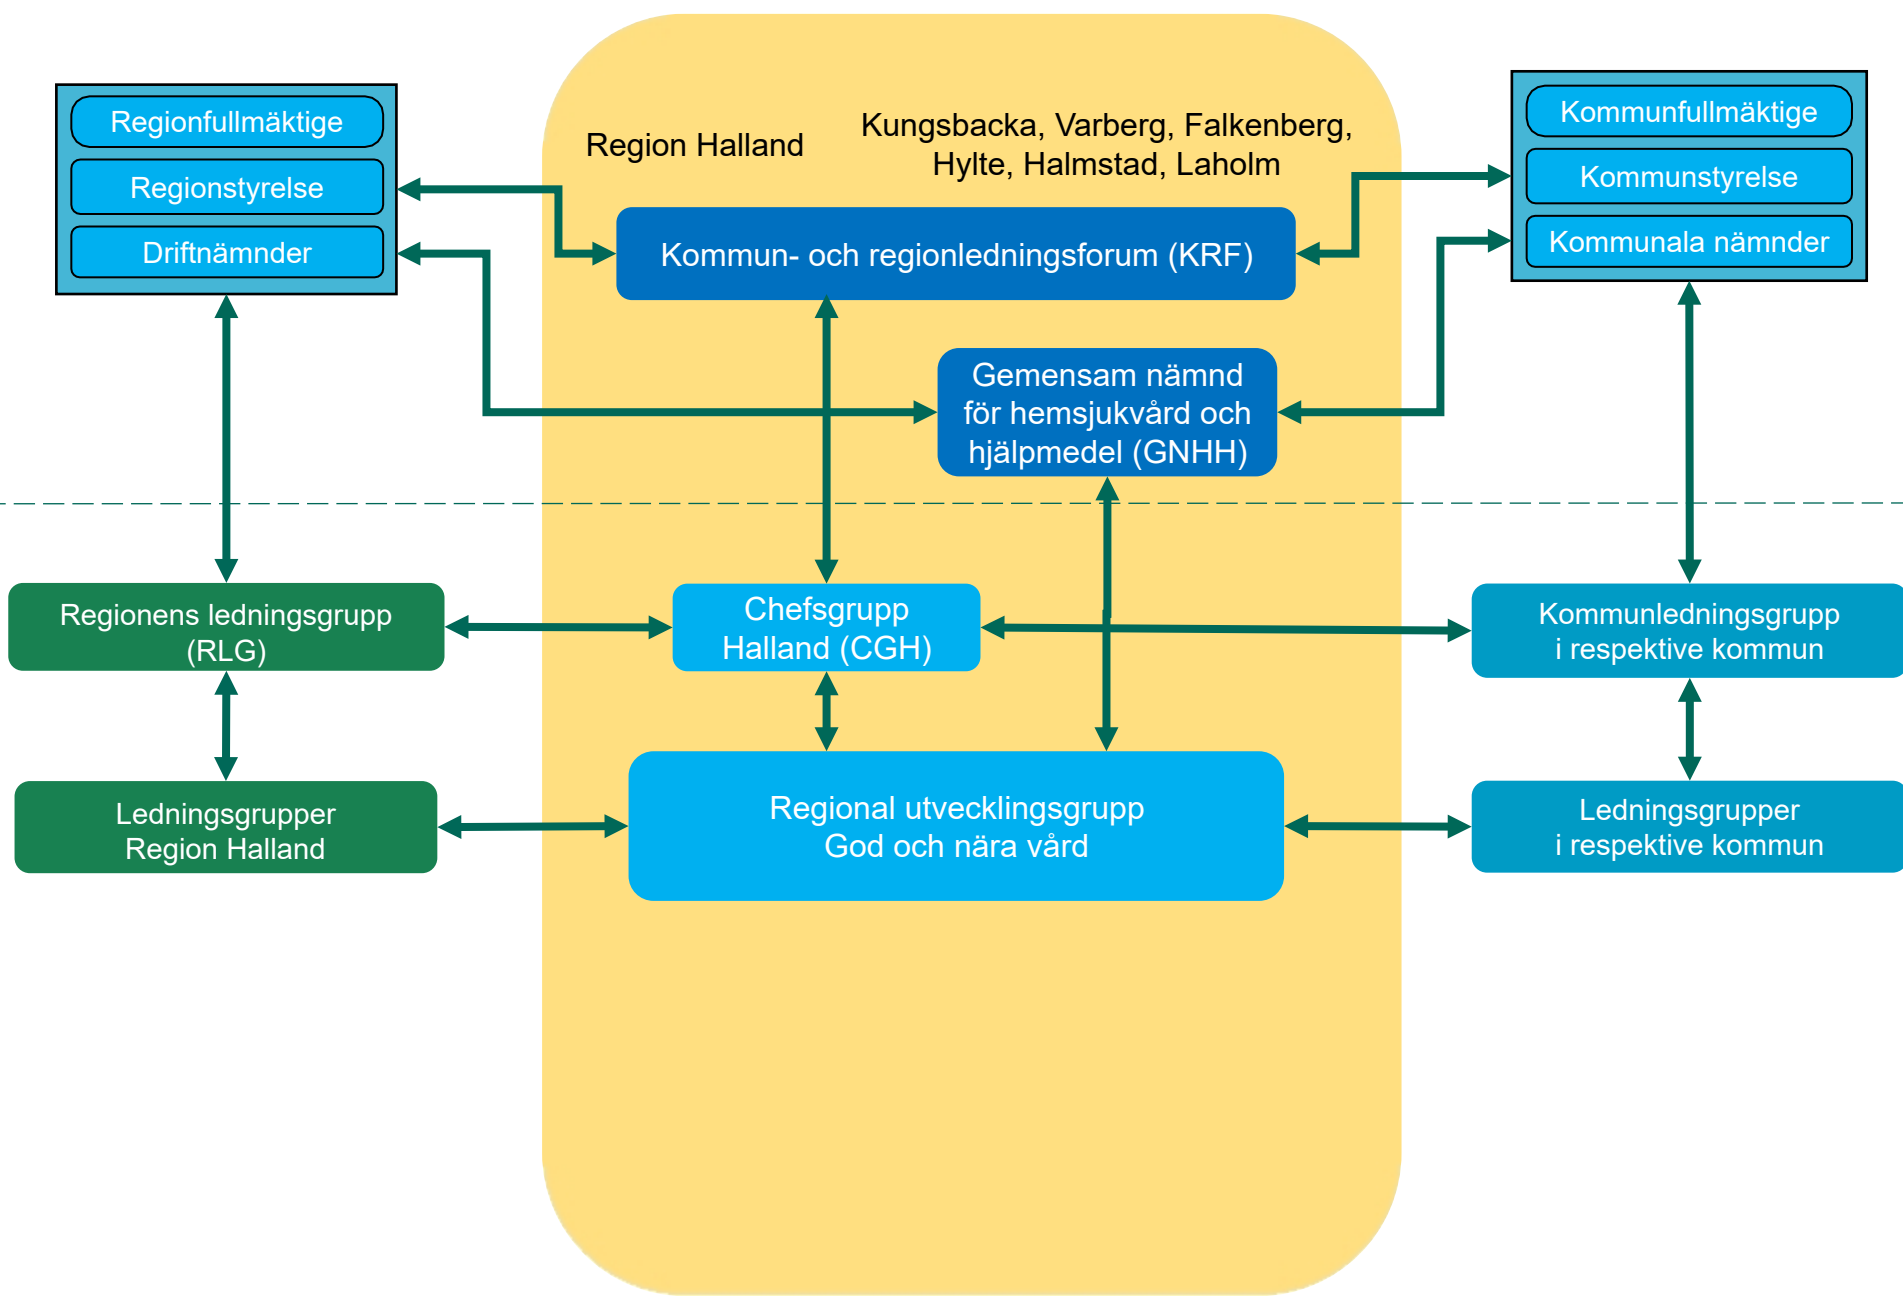 Regionfullmäktige
Regionstyrelse
Driftnämnder
Region Halland
Kungsbacka, Varberg, Falkenberg,
Hylte, Halmstad, Laholm
Kommunfullmäktige
Kommunstyrelse
Kommunala nämnder
Kommun- och regionledningsforum (KRF)
Gemensam nämnd
för hemsjukvård och
hjälpmedel (GNHH)
Regionens ledningsgrupp
(RLG)
Chefsgrupp
Halland (CGH)
Kommunledningsgrupp
i respektive kommun
Ledningsgrupper
Region Halland
Regional utvecklingsgrupp
God och nära vård
Ledningsgrupper
i respektive kommun